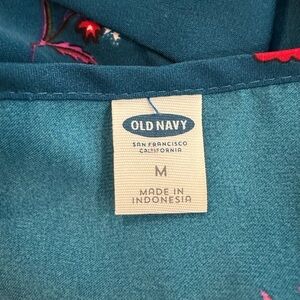 OLD NAVY
SAN FRANCISCO
CALIFORNIA
M
MADE IN
INDONESIA